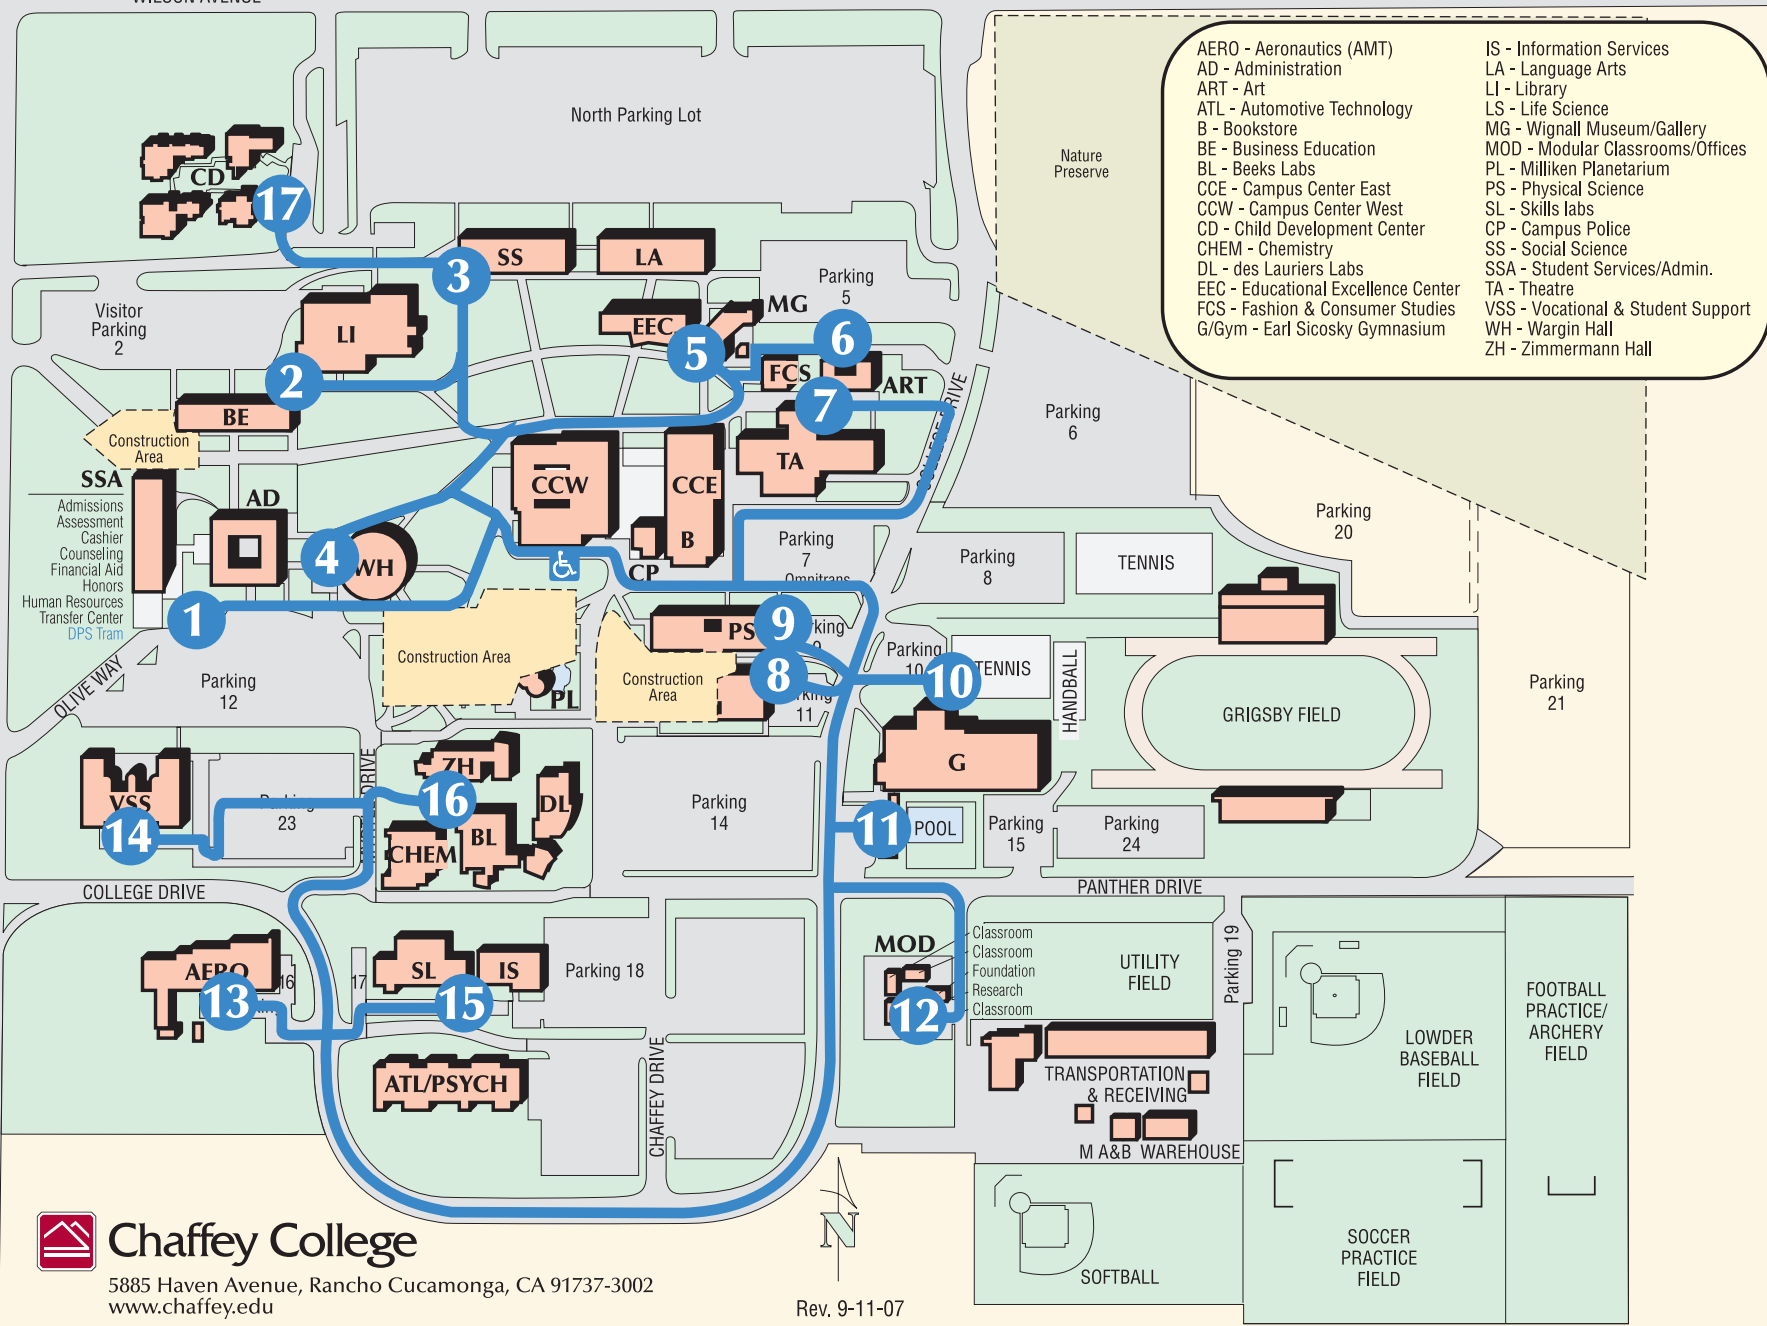 WILSON AVENUE
North Parking Lot
Nature
Preserve
AERO - Aeronautics (AMT)
AD - Administration
ART - Art
ATL - Automotive Technology
B - Bookstore
BE - Business Education
BL - Beeks Labs
CCE - Campus Center East
CCW - Campus Center West
CD - Child Development Center
CHEM - Chemistry
DL - des Lauriers Labs
EEC - Educational Excellence Center
FCS - Fashion & Consumer Studies
G/Gym - Earl Sicosky Gymnasium
IS - Information Services
LA - Language Arts
LI - Library
LS - Life Science
MG - Wignall Museum/Gallery
MOD - Modular Classrooms/Offices
PL - Milliken Planetarium
PS - Physical Science
SL - Skills labs
CP - Campus Police
SS - Social Science
SSA - Student Services/Admin.
TA - Theatre
VSS - Vocational & Student Support
WH - Wargin Hall
ZH - Zimmermann Hall
CD
17
3
SS
LA
Parking
5
MG
Visitor
Parking
2
LI
EEC
5
6
2
FCS
ART
7
COLLEGE DRIVE
Parking
6
BE
Construction
Area
TA
SSA
Admissions
Assessment
Cashier
Counseling
Financial Aid
Honors
Human Resources
Transfer Center
DPS Tram
AD
CCW
CCE
B
4
WH
CP
Parking
7
Omnitrans
Parking
8
TENNIS
Parking
20
1
OLIVE WAY
Parking
12
Construction Area
PL
Construction
Area
PS
9
8
Parking
10
10
TENNIS
HANDBALL
11
GRIGSBY FIELD
Parking
21
VSS
14
Parking
23
ZH
16
DL
BL
CHEM
Parking
14
G
11
POOL
Parking
15
Parking
24
COLLEGE DRIVE
PANTHER DRIVE
AERO
13
16
17
SL
IS
15
Parking 18
ATL/PSYCH
CHAFFEY DRIVE
MOD
Classroom
Classroom
Foundation
Research
Classroom
12
UTILITY
FIELD
Parking 19
TRANSPORTATION
& RECEIVING
M A&B WAREHOUSE
LOWDER
BASEBALL
FIELD
FOOTBALL
PRACTICE/
ARCHERY
FIELD
SOFTBALL
SOCCER
PRACTICE
FIELD
N
Chaffey College
5885 Haven Avenue, Rancho Cucamonga, CA 91737-3002
www.chaffey.edu
Rev. 9-11-07